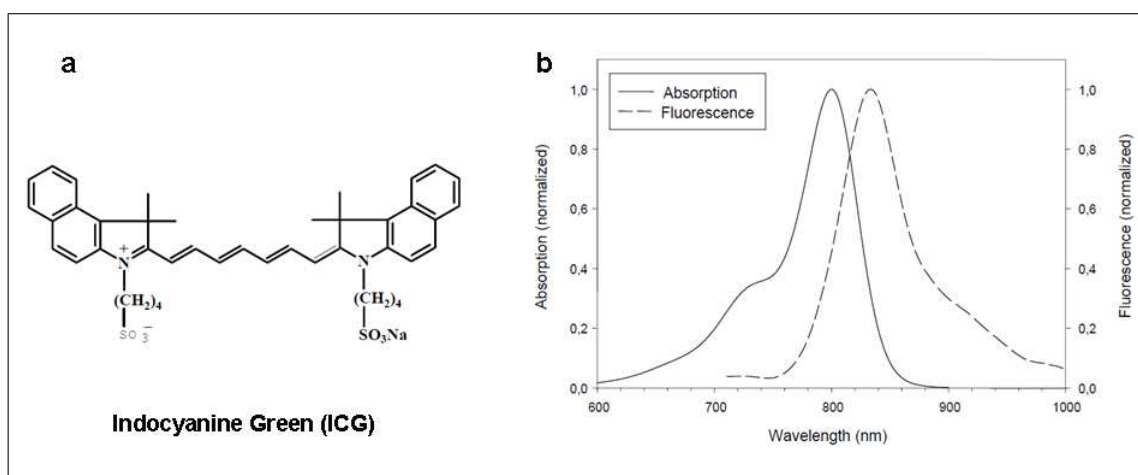 a
N
+
(CH₂)₄
SO₃⁻
N
(CH₂)₄
SO₃Na
Indocyanine Green (ICG)
b
Absorption
Fluorescence
Absorption (normalized)
1,0
0,8
0,6
0,4
0,2
0,0
1,0
0,8
0,6
0,4
0,2
0,0
Fluorescence (normalized)
600 700 800 900 1000
Wavelength (nm)